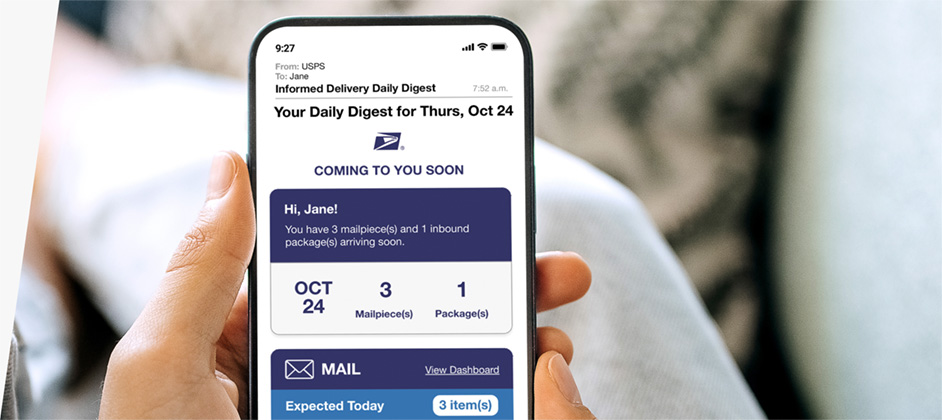 9:27
From: USPS
To: Jane
Informed Delivery Daily Digest 7:52 a.m.
Your Daily Digest for Thurs, Oct 24
®
COMING TO YOU SOON
Hi, Jane!
You have 3 mailpiece(s) and 1 inbound
package(s) arriving soon.
OCT
24
3
Mailpiece(s)
1
Package(s)
MAIL View Dashboard
Expected Today 3 item(s)